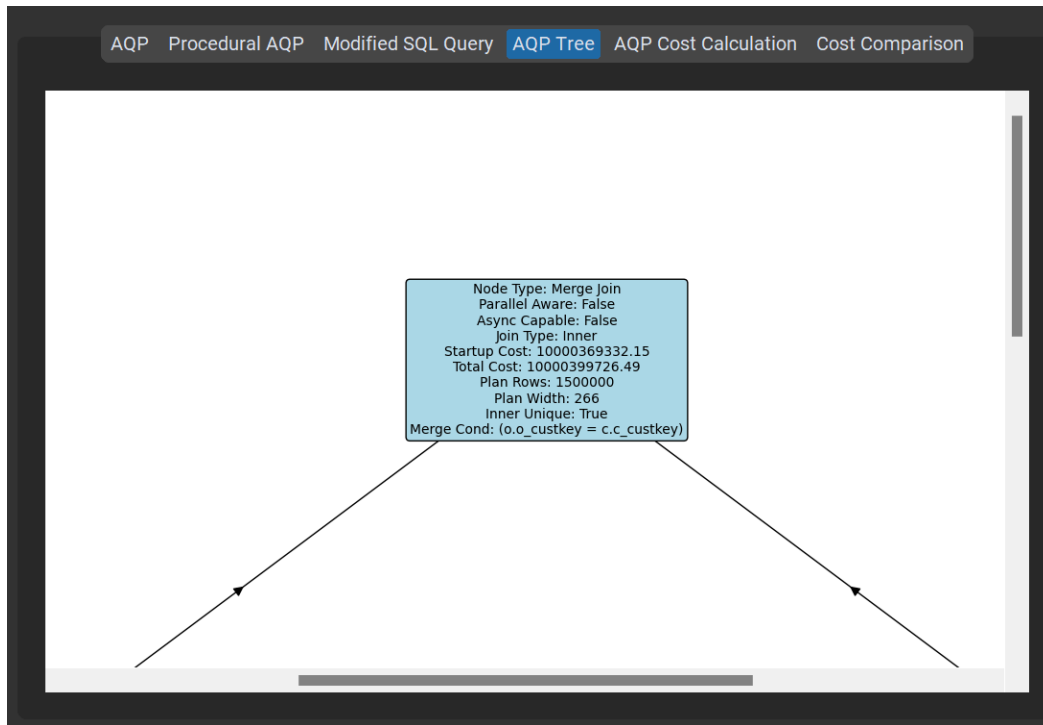 AQP Procedural AQP Modified SQL Query AQP Tree AQP Cost Calculation Cost Comparison
Node Type: Merge Join
Parallel Aware: False
Async Capable: False
Join Type: Inner
Startup Cost: 10000369332.15
Total Cost: 10000399726.49
Plan Rows: 1500000
Plan Width: 266
Inner Unique: True
Merge Cond: (o.o_custkey = c.c_custkey)